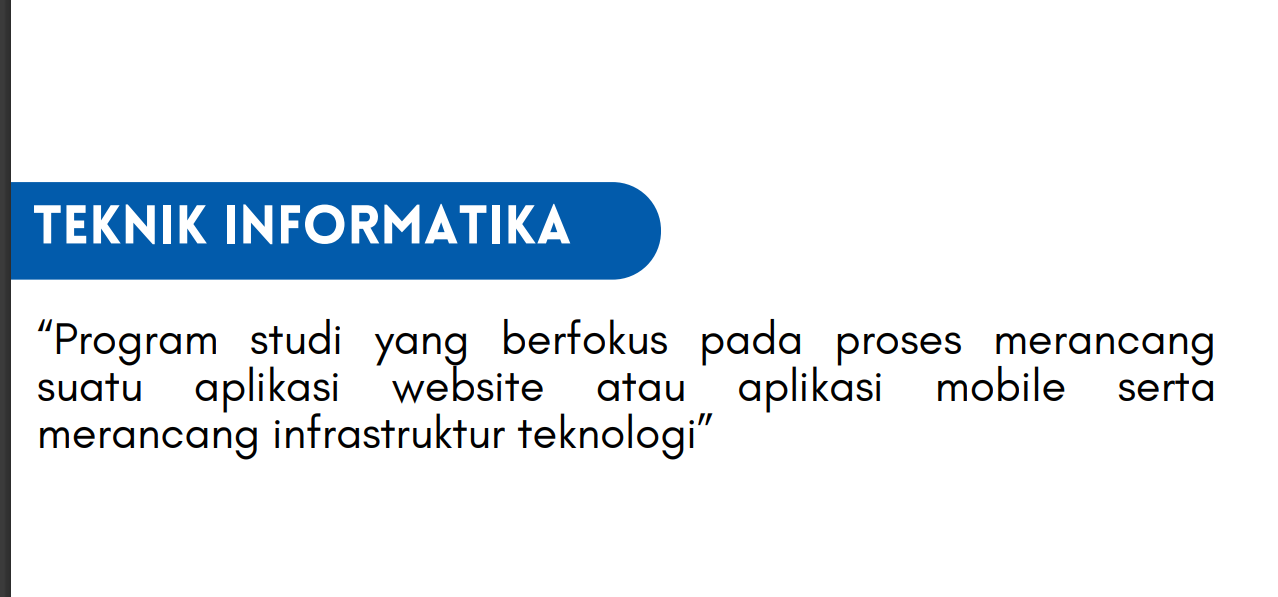 TEKNIK INFORMATIKA
“Program studi yang berfokus pada proses merancang
suatu aplikasi website atau aplikasi mobile serta
merancang infrastruktur teknologi”